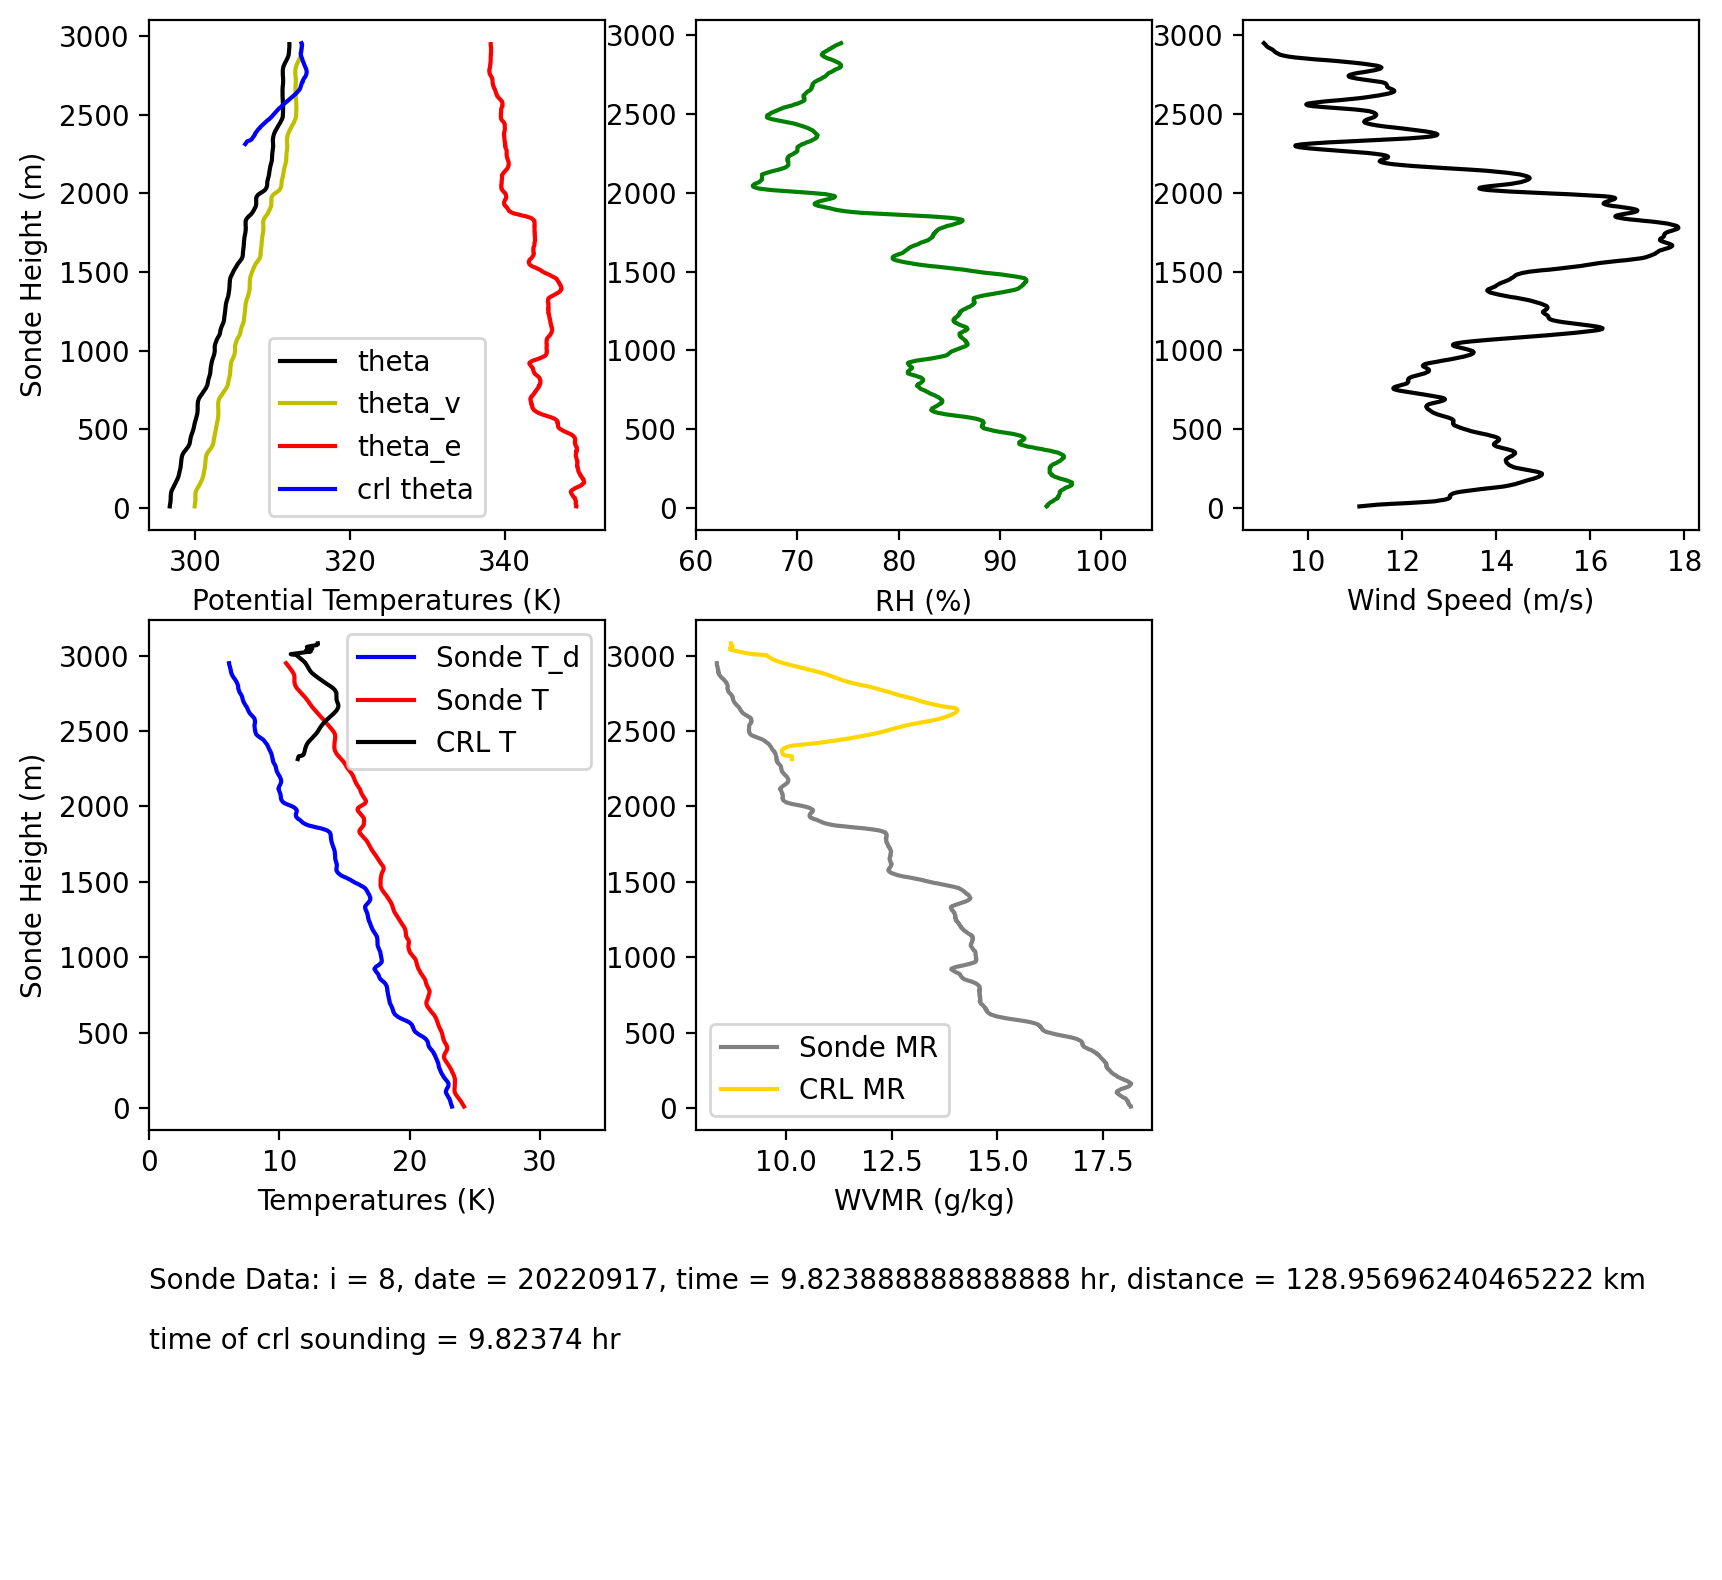 3000
2500
2000
1500
1000
500
0
Sonde Height (m)
300 320 340
Potential Temperatures (K)
theta
theta_v
theta_e
crl theta
3000
2500
2000
1500
1000
500
0
60 70 80 90 100
RH (%)
3000
2500
2000
1500
1000
500
0
10 12 14 16 18
Wind Speed (m/s)
3000
2500
2000
1500
1000
500
0
Sonde Height (m)
0 10 20 30
Temperatures (K)
Sonde T_d
Sonde T
CRL T
3000
2500
2000
1500
1000
500
0
10.0 12.5 15.0 17.5
WVMR (g/kg)
Sonde MR
CRL MR
Sonde Data: i = 8, date = 20220917, time = 9.823888888888888 hr, distance = 128.95696240465222 km
time of crl sounding = 9.82374 hr